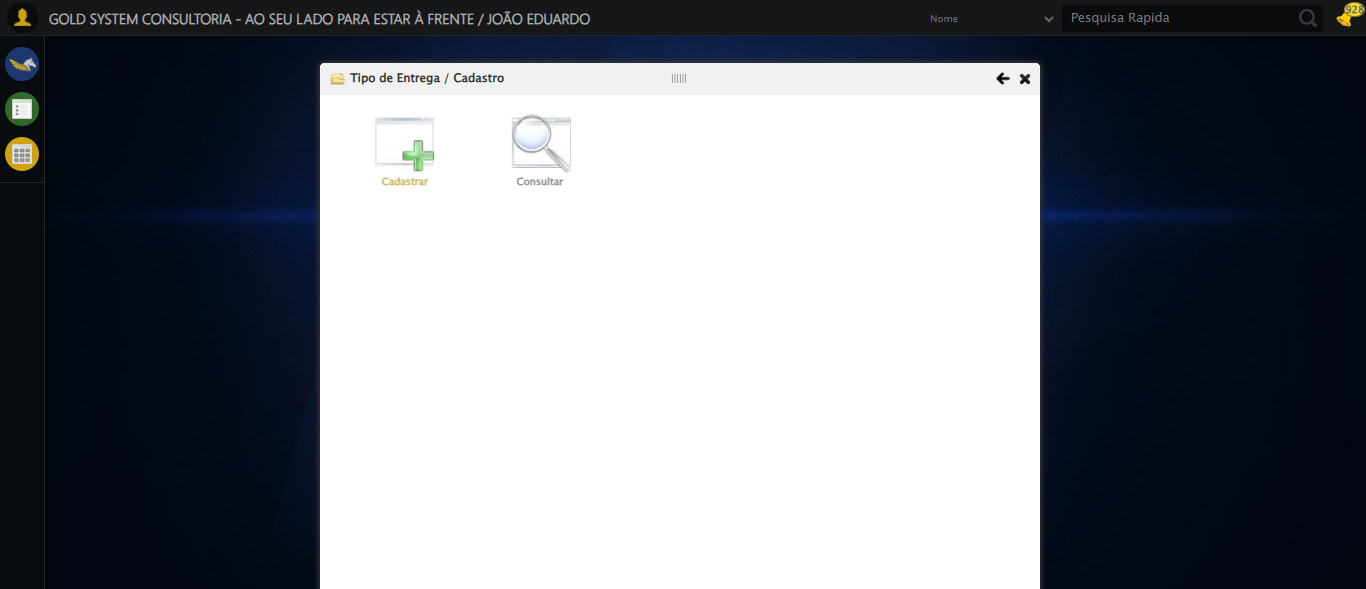 GOLD SYSTEM CONSULTORIA - AO SEU LADO PARA ESTAR À FRENTE / JOÃO EDUARDO
Nome
Pesquisa Rapida
928
Tipo de Entrega / Cadastro
Cadastrar
Consultar